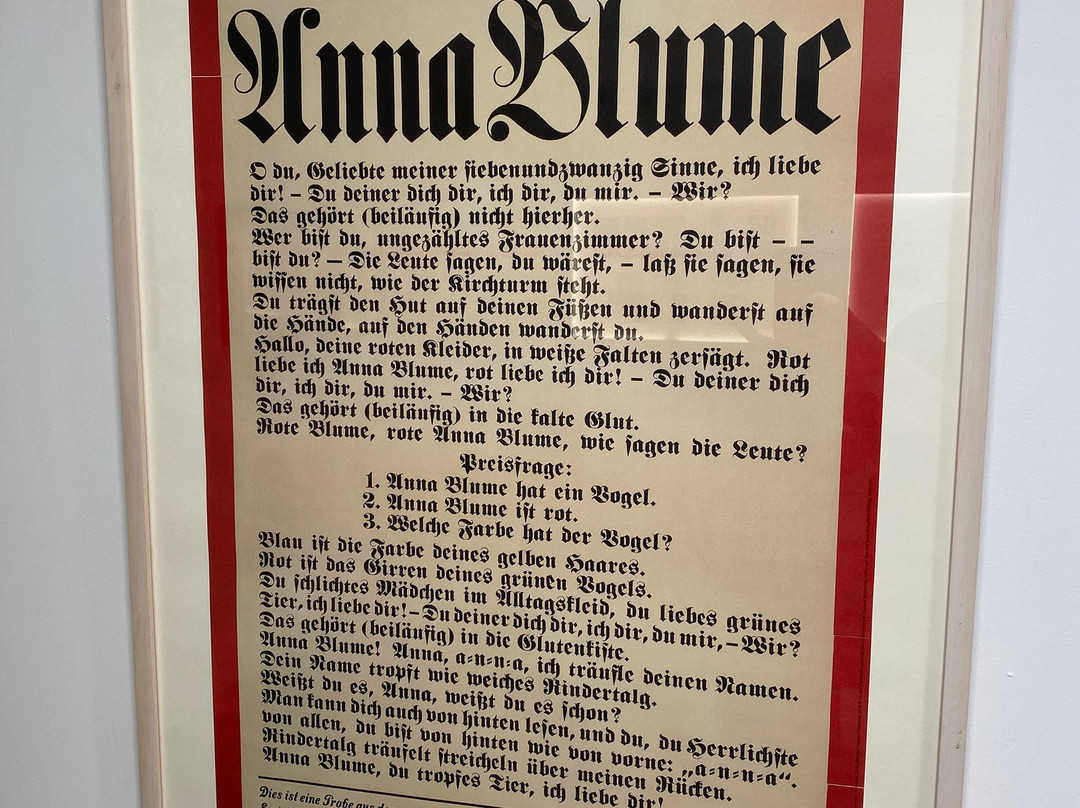 Anna Blume
O du, Geliebte meiner siebenundzwanzig Sinne, ich liebe
dir! – Du deiner dich dir, ich dir, du mir. – Wir?
Das gehört (beiläufig) nicht hierher.
Wer bist du, ungezähltes Frauenzimmer? Du bist – –
bist du? – Die Leute sagen, du wärest, – laß sie sagen, sie
wissen nicht, wie der Kirchturm steht.
Du trägst den Hut auf deinen Füßen und wanderst auf
die Hände, auf den Händen wanderst du.
Hallo, deine roten Kleider, in weiße Falten zersägt. Rot
liebe ich Anna Blume, rot liebe ich dir! – Du deiner dich
dir, ich dir, du mir. – Wir?
Das gehört (beiläufig) in die kalte Glut.
Rote Blume, rote Anna Blume, wie sagen die Leute?
Preisfrage:
1. Anna Blume hat ein Vogel.
2. Anna Blume ist rot.
3. Welche Farbe hat der Vogel?
Blau ist die Farbe deines gelben Haares.
Rot ist das Girren deines grünen Vogels.
Du schlichtes Mädchen im Alltagskleid, du liebes grünes
Tier, ich liebe dir! – Du deiner dich dir, ich dir, du mir, – Wir?
Das gehört (beiläufig) in die Glutenkiste.
Anna Blume! Anna, a=n=n=a, ich träufle deinen Namen.
Dein Name tropft wie weiches Rindertalg.
Weißt du es, Anna, weißt du es schon?
Man kann dich auch von hinten lesen, und du, du Herrlichste
von allen, du bist von hinten wie von vorne: „a=n=n=a“.
Rindertalg träufelt streicheln über meinen Rücken.
Anna Blume, du tropfes Tier, ich liebe dir!
Dies ist eine Probe aus